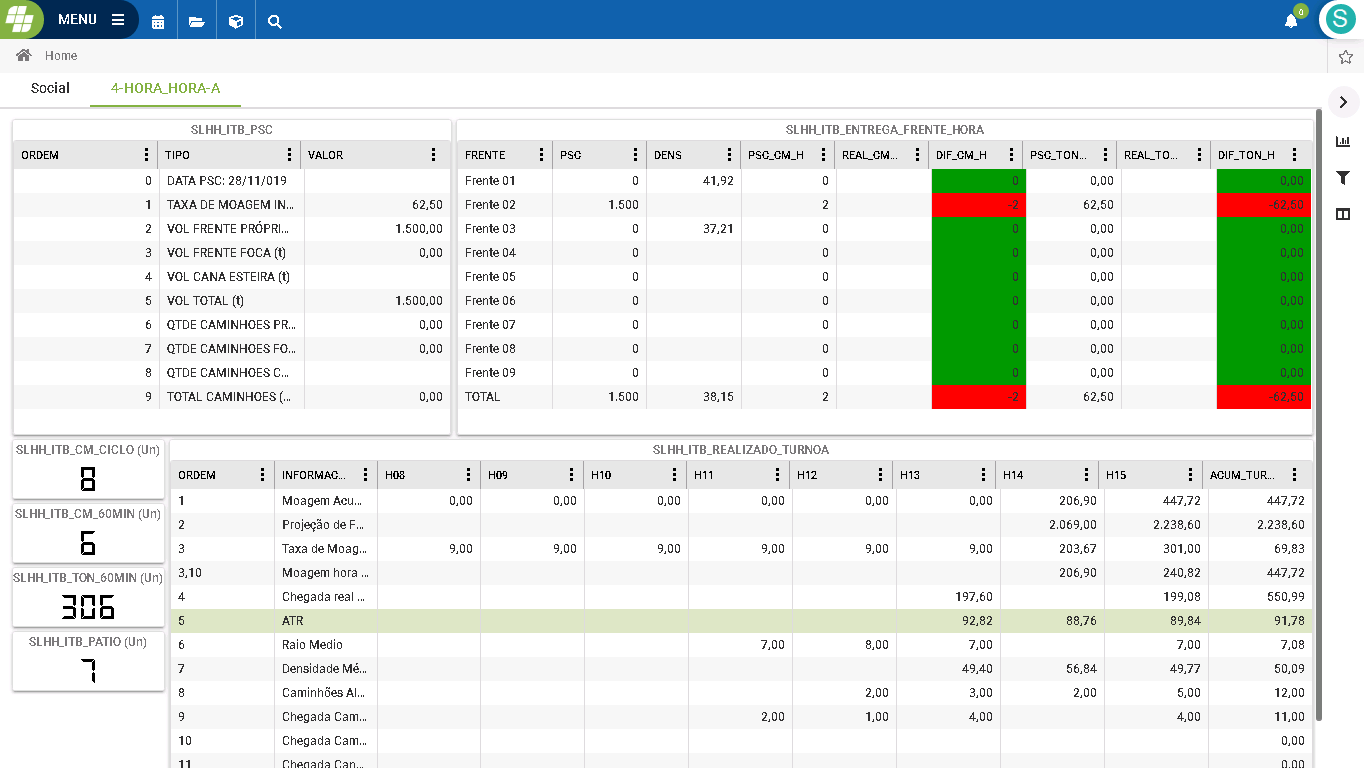 MENU
0
S
Home
Social 4-HORA_HORA-A
SLHH_ITB_PSC
ORDEM TIPO VALOR
0 DATA PSC: 28/11/019
1 TAXA DE MOAGEM IN... 62,50
2 VOL FRENTE PRÓPRI... 1.500,00
3 VOL FRENTE FOCA (t) 0,00
4 VOL CANA ESTEIRA (t)
5 VOL TOTAL (t) 1.500,00
6 QTDE CAMINHOES PR... 0,00
7 QTDE CAMINHOES FO... 0,00
8 QTDE CAMINHOES C...
9 TOTAL CAMINHOES (... 0,00
SLHH_ITB_ENTREGA_FRENTE_HORA
FRENTE PSC DENS PSC_CM_H REAL_CM... DIF_CM_H PSC_TON... REAL_TO... DIF_TON_H
Frente 01 0 41,92 0 0 0,00 0,00
Frente 02 1.500 2 -2 62,50 -62,50
Frente 03 0 37,21 0 0 0,00 0,00
Frente 04 0 0 0 0,00 0,00
Frente 05 0 0 0 0,00 0,00
Frente 06 0 0 0 0,00 0,00
Frente 07 0 0 0 0,00 0,00
Frente 08 0 0 0 0,00 0,00
Frente 09 0 0 0 0,00 0,00
TOTAL 1.500 38,15 2 -2 62,50 -62,50
SLHH_ITB_CM_CICLO (Un)
8
SLHH_ITB_CM_60MIN (Un)
6
SLHH_ITB_TON_60MIN (Un)
306
SLHH_ITB_PATIO (Un)
7
SLHH_ITB_REALIZADO_TURNOA
ORDEM INFORMAC... H08 H09 H10 H11 H12 H13 H14 H15 ACUM_TUR...
1 Moagem Acu... 0,00 0,00 0,00 0,00 0,00 0,00 206,90 447,72 447,72
2 Projeção de F... 2.069,00 2.238,60 2.238,60
3 Taxa de Moag... 9,00 9,00 9,00 9,00 9,00 9,00 203,67 301,00 69,83
3,10 Moagem hora ... 206,90 240,82 447,72
4 Chegada real ... 197,60 199,08 550,99
5 ATR 92,82 88,76 89,84 91,78
6 Raio Medio 7,00 8,00 7,00 7,00 7,08
7 Densidade Mé... 49,40 56,84 49,77 50,09
8 Caminhões Al... 2,00 3,00 2,00 5,00 12,00
9 Chegada Cam... 2,00 1,00 4,00 4,00 11,00
10 Chegada Cam... 0,00
11 Chegada Can... 0,00